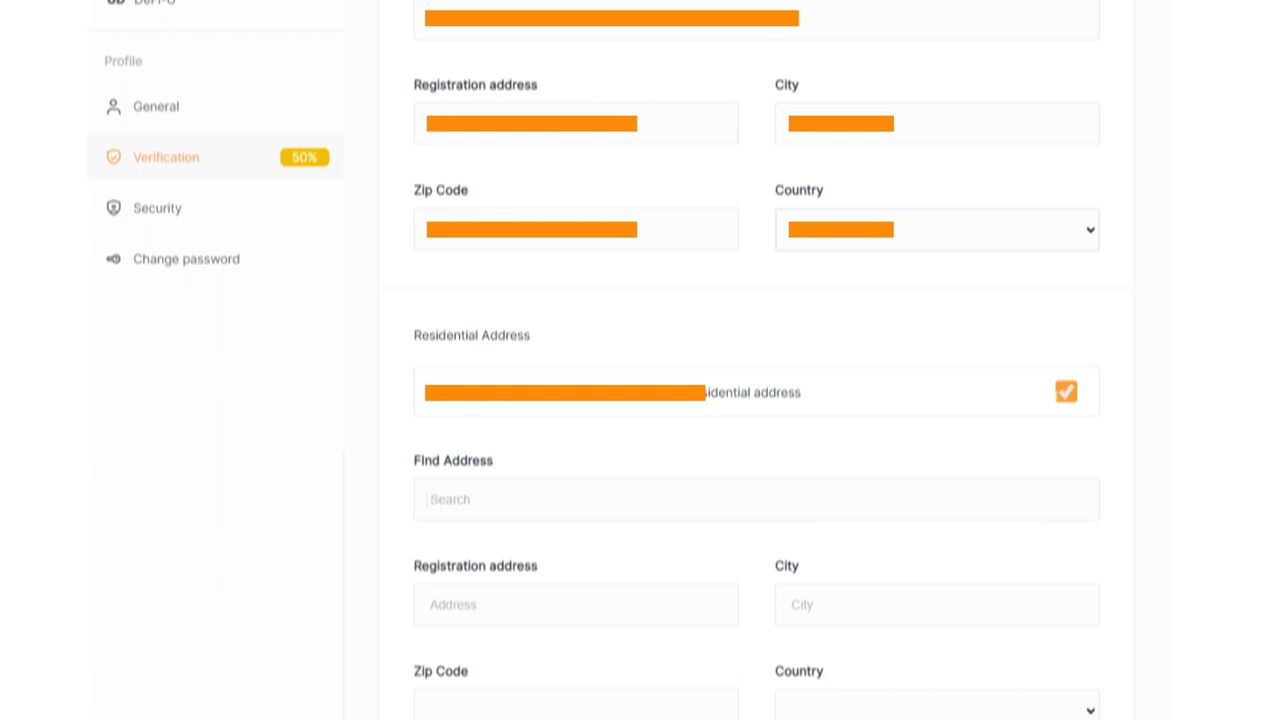 Profile
General
Verification 50%
Security
Change password
Registration address City
Zip Code Country
Residential Address
idential address
FInd Address
Search
Registration address City
Address City
Zip Code Country